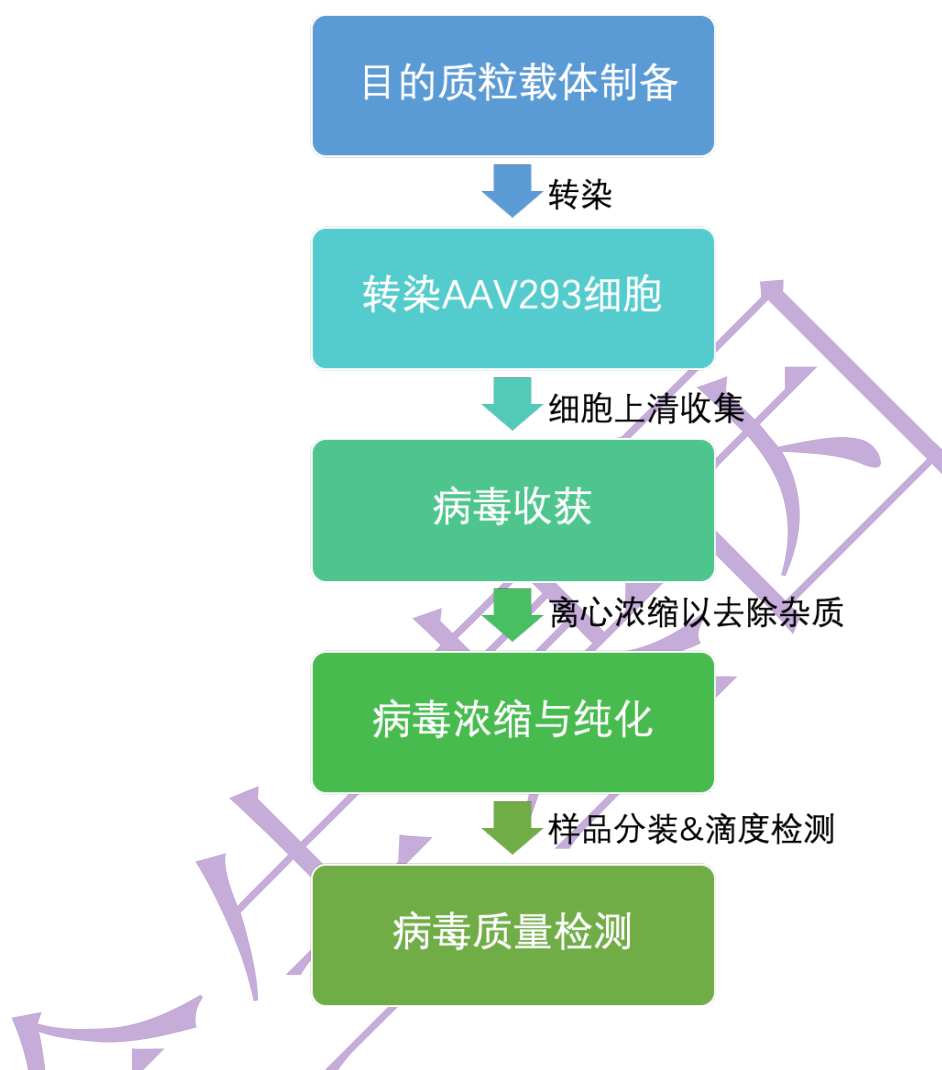 目的质粒载体制备
转染
转染AAV293细胞
细胞上清收集
病毒收获
离心浓缩以去除杂质
病毒浓缩与纯化
样品分装&滴度检测
病毒质量检测